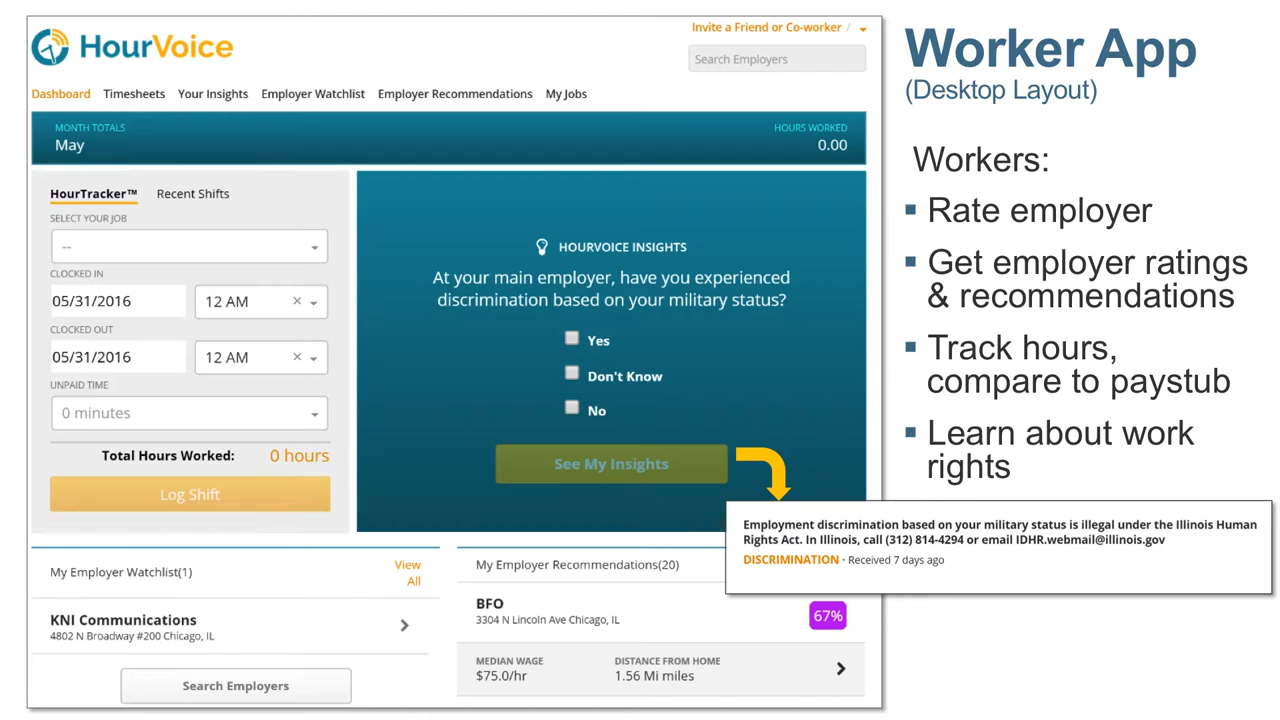 HourVoice
Invite a Friend or Co-worker /
Search Employers
Dashboard Timesheets Your Insights Employer Watchlist Employer Recommendations My Jobs
MONTH TOTALS
May
HOURS WORKED
0.00
HourTracker™ Recent Shifts
SELECT YOUR JOB
--
CLOCKED IN
05/31/2016 12 AM ×
CLOCKED OUT
05/31/2016 12 AM ×
UNPAID TIME
0 minutes
Total Hours Worked: 0 hours
Log Shift
HOURVOICE INSIGHTS
At your main employer, have you experienced
discrimination based on your military status?
Yes
Don't Know
No
See My Insights
My Employer Watchlist(1)
View
All
KNI Communications
4802 N Broadway #200 Chicago, IL
Search Employers
My Employer Recommendations(20)
BFO
3304 N Lincoln Ave Chicago, IL
67%
MEDIAN WAGE
$75.0/hr
DISTANCE FROM HOME
1.56 Mi miles
Worker App
(Desktop Layout)
Workers:
Rate employer
Get employer ratings
& recommendations
Track hours,
compare to paystub
Learn about work
rights
Employment discrimination based on your military status is illegal under the Illinois Human
Rights Act. In Illinois, call (312) 814-4294 or email IDHR.webmail@illinois.gov
DISCRIMINATION - Received 7 days ago